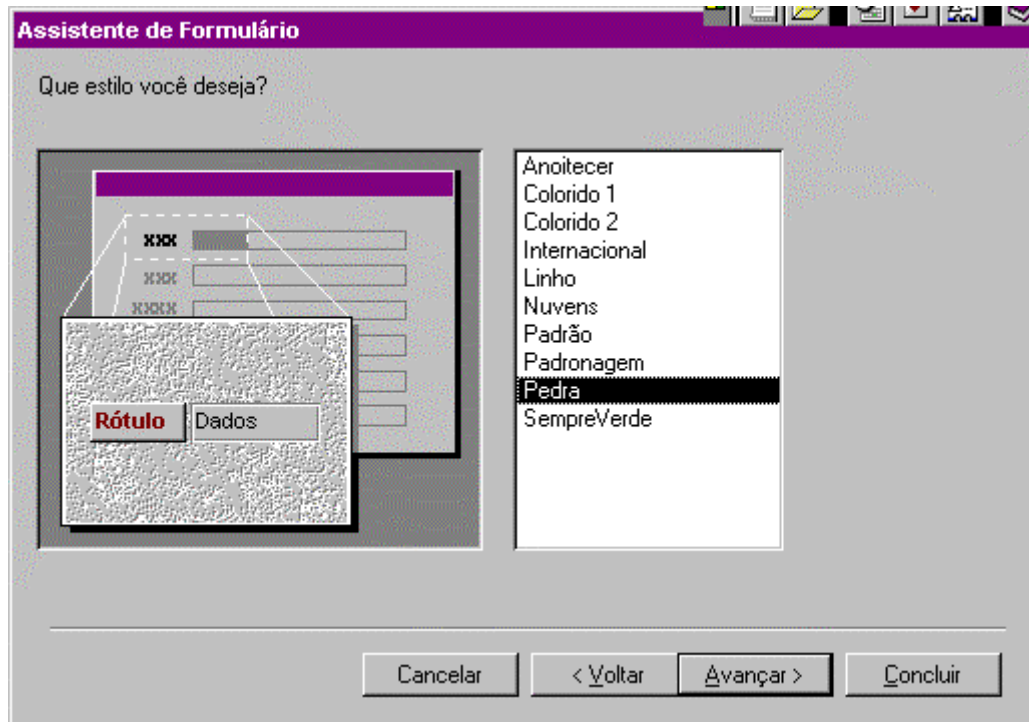 Assistente de Formulário
Que estilo você deseja?
xxx
xxx
xxxx
Rótulo Dados
Anoitecer
Colorido 1
Colorido 2
Internacional
Linho
Nuvens
Padrão
Padronagem
Pedra
SempreVerde
Cancelar < Voltar Avançar > Concluir